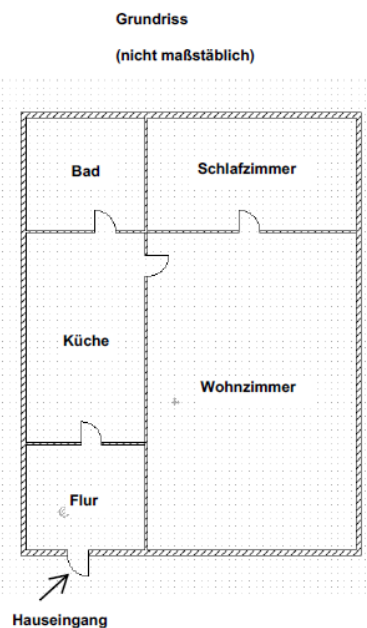 Grundriss
(nicht maßstäblich)
Bad
Schlafzimmer
Küche
Wohnzimmer
Flur
Hauseingang